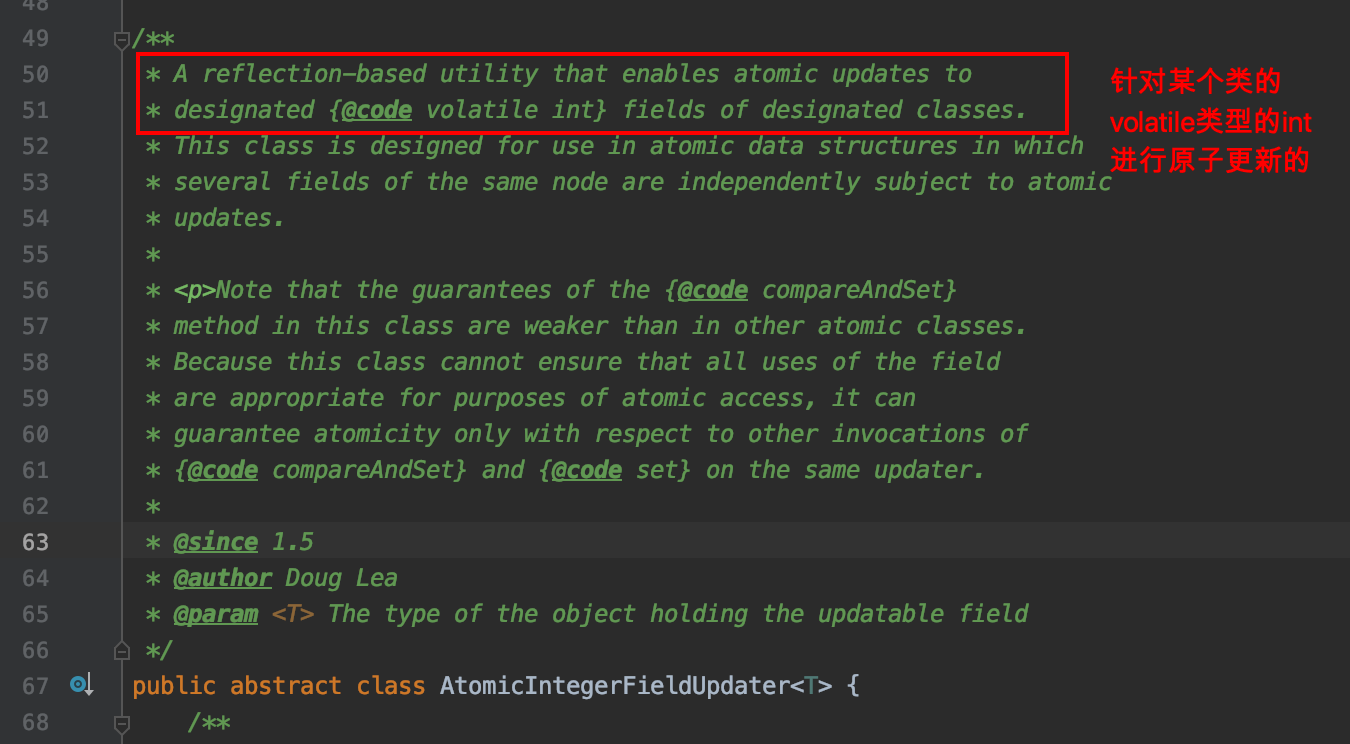 48
49 /**
50 * A reflection-based utility that enables atomic updates to
51 * designated {@code volatile int} fields of designated classes.
针对某个类的
volatile类型的int
进行原子更新的
52 * This class is designed for use in atomic data structures in which
53 * several fields of the same node are independently subject to atomic
54 * updates.
55 *
56 * <p>Note that the guarantees of the {@code compareAndSet}
57 * method in this class are weaker than in other atomic classes.
58 * Because this class cannot ensure that all uses of the field
59 * are appropriate for purposes of atomic access, it can
60 * guarantee atomicity only with respect to other invocations of
61 * {@code compareAndSet} and {@code set} on the same updater.
62 *
63 * @since 1.5
64 * @author Doug Lea
65 * @param <T> The type of the object holding the updatable field
66 */
67 public abstract class AtomicIntegerFieldUpdater<T> {
68 /**